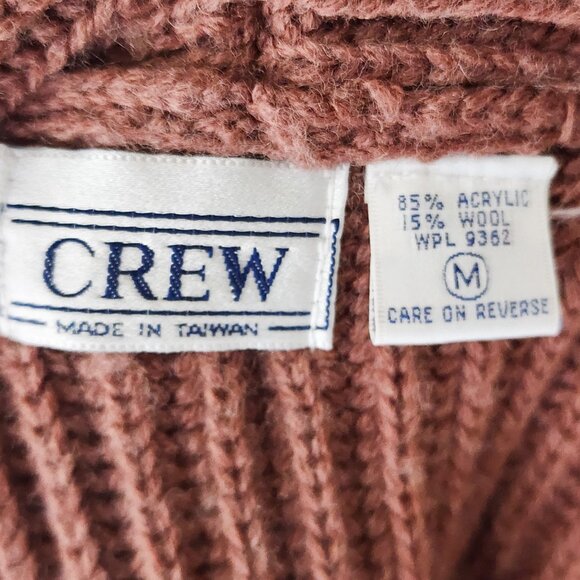 CREW
MADE IN TAIWAN
85% ACRYLIC
15% WOOL
WPL 9362
M
CARE ON REVERSE